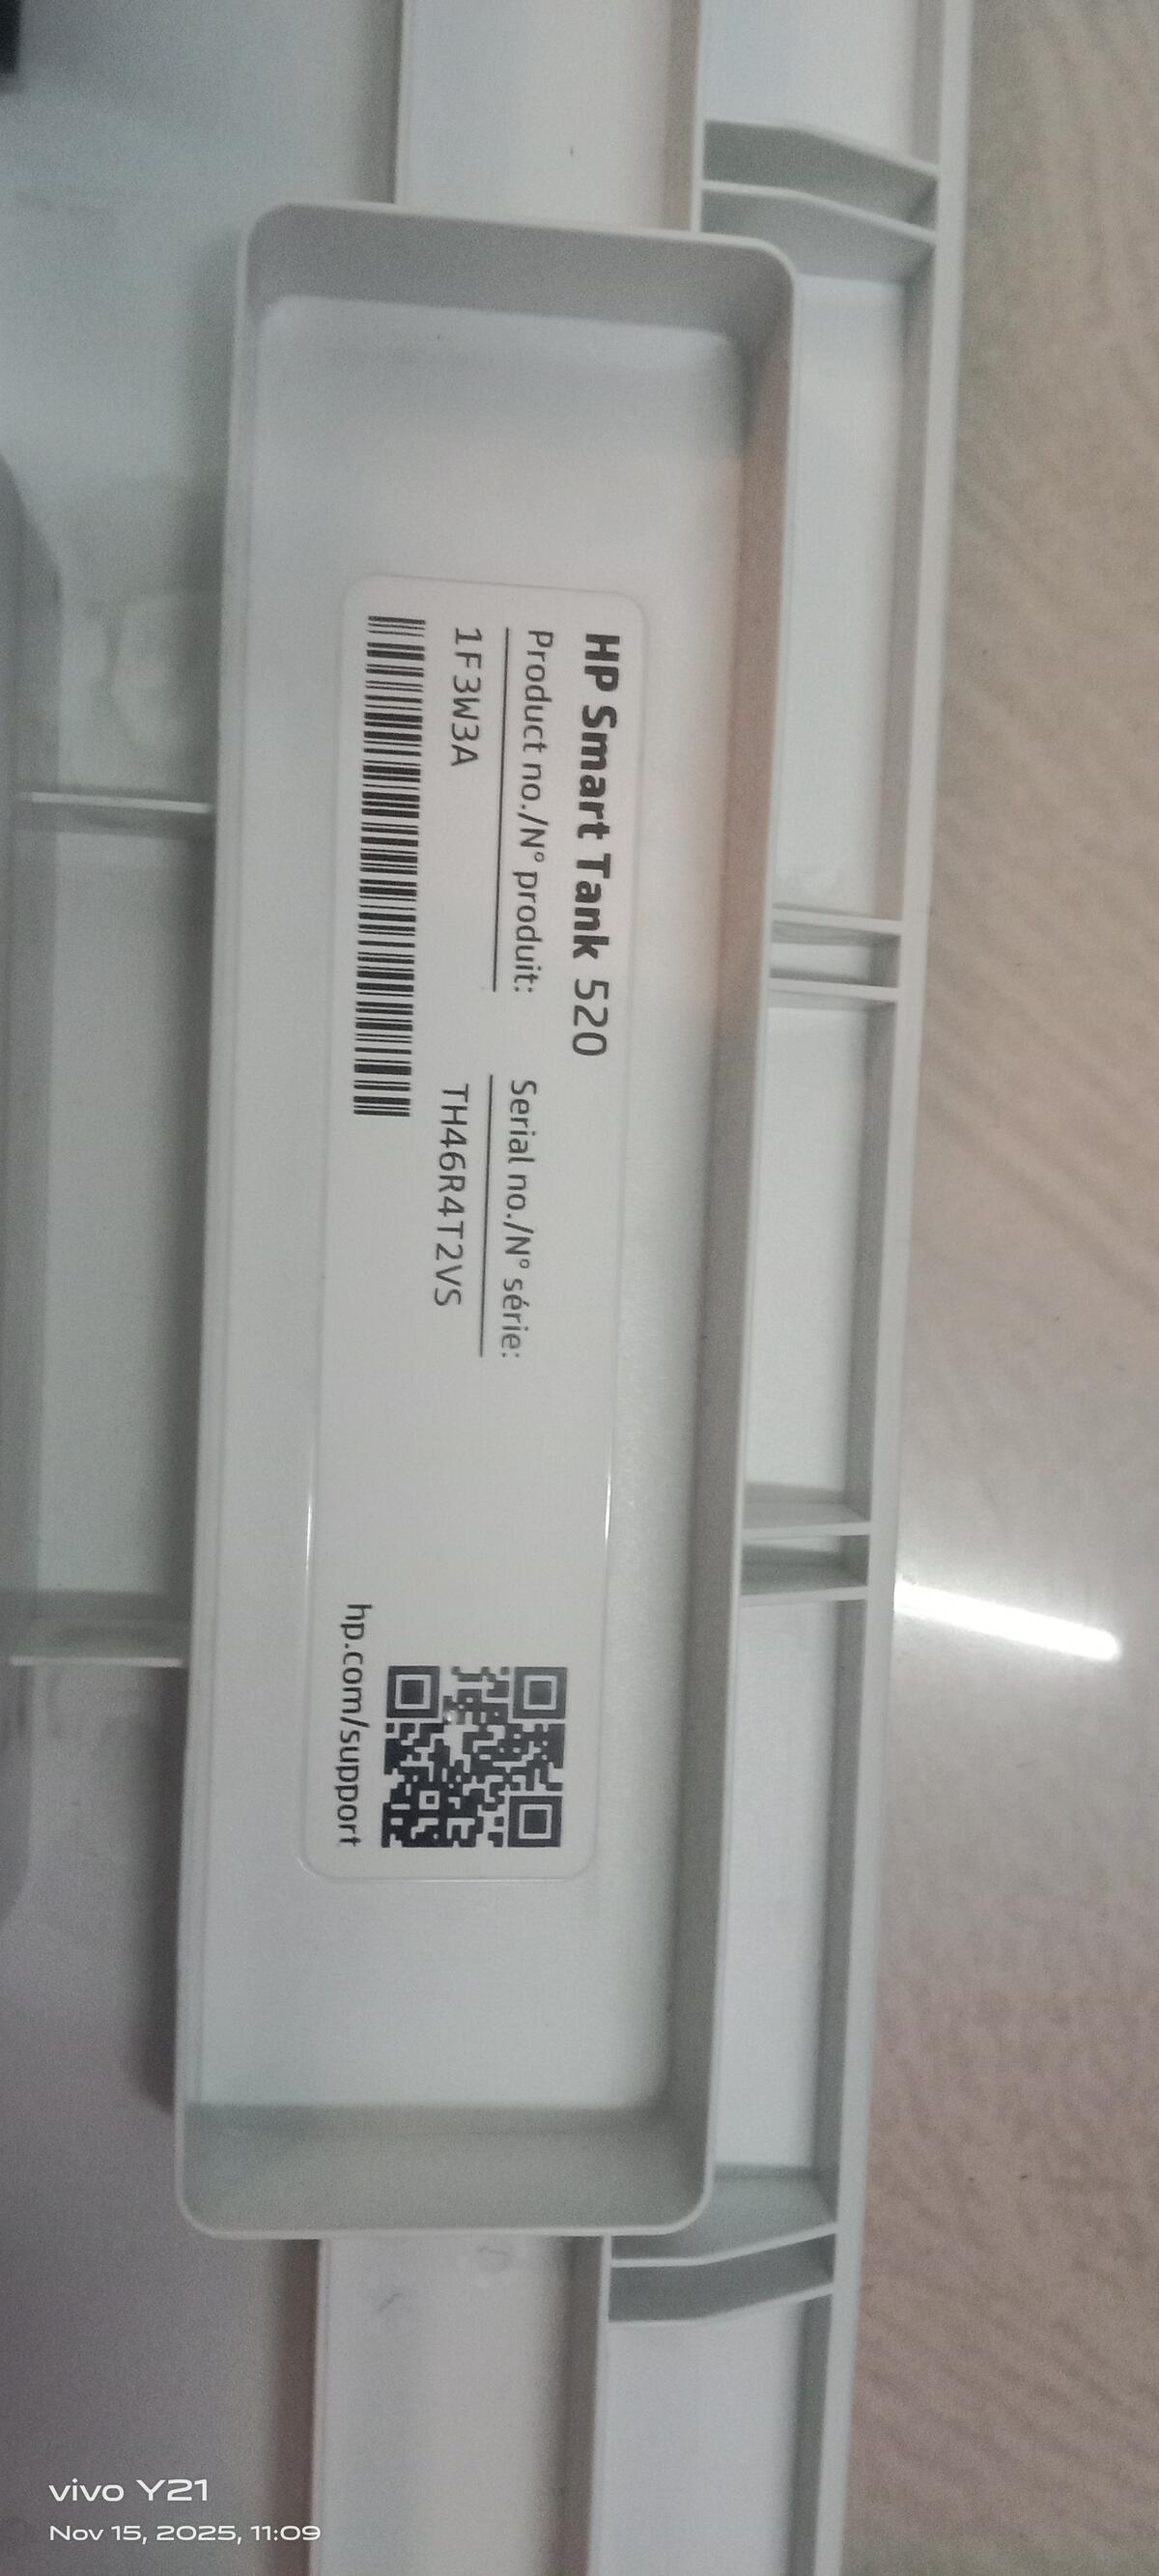 HP Smart Tank 520
Product no./N° produit:
1F3W3A
Serial no./N° série:
TH46R4T2VS
hp.com/support
vivo Y21
Nov 15, 2025, 11:09